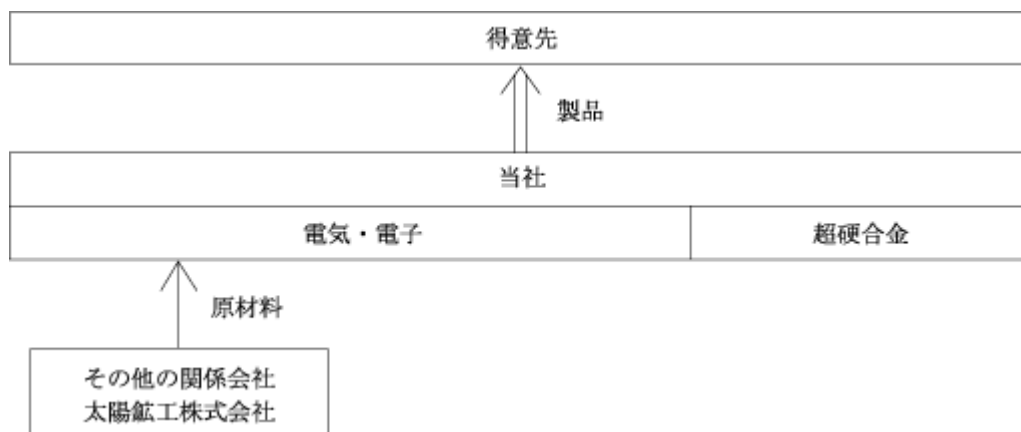 得意先
製品
当社
電気・電子
超硬合金
原材料
その他の関係会社
太陽鉱工株式会社